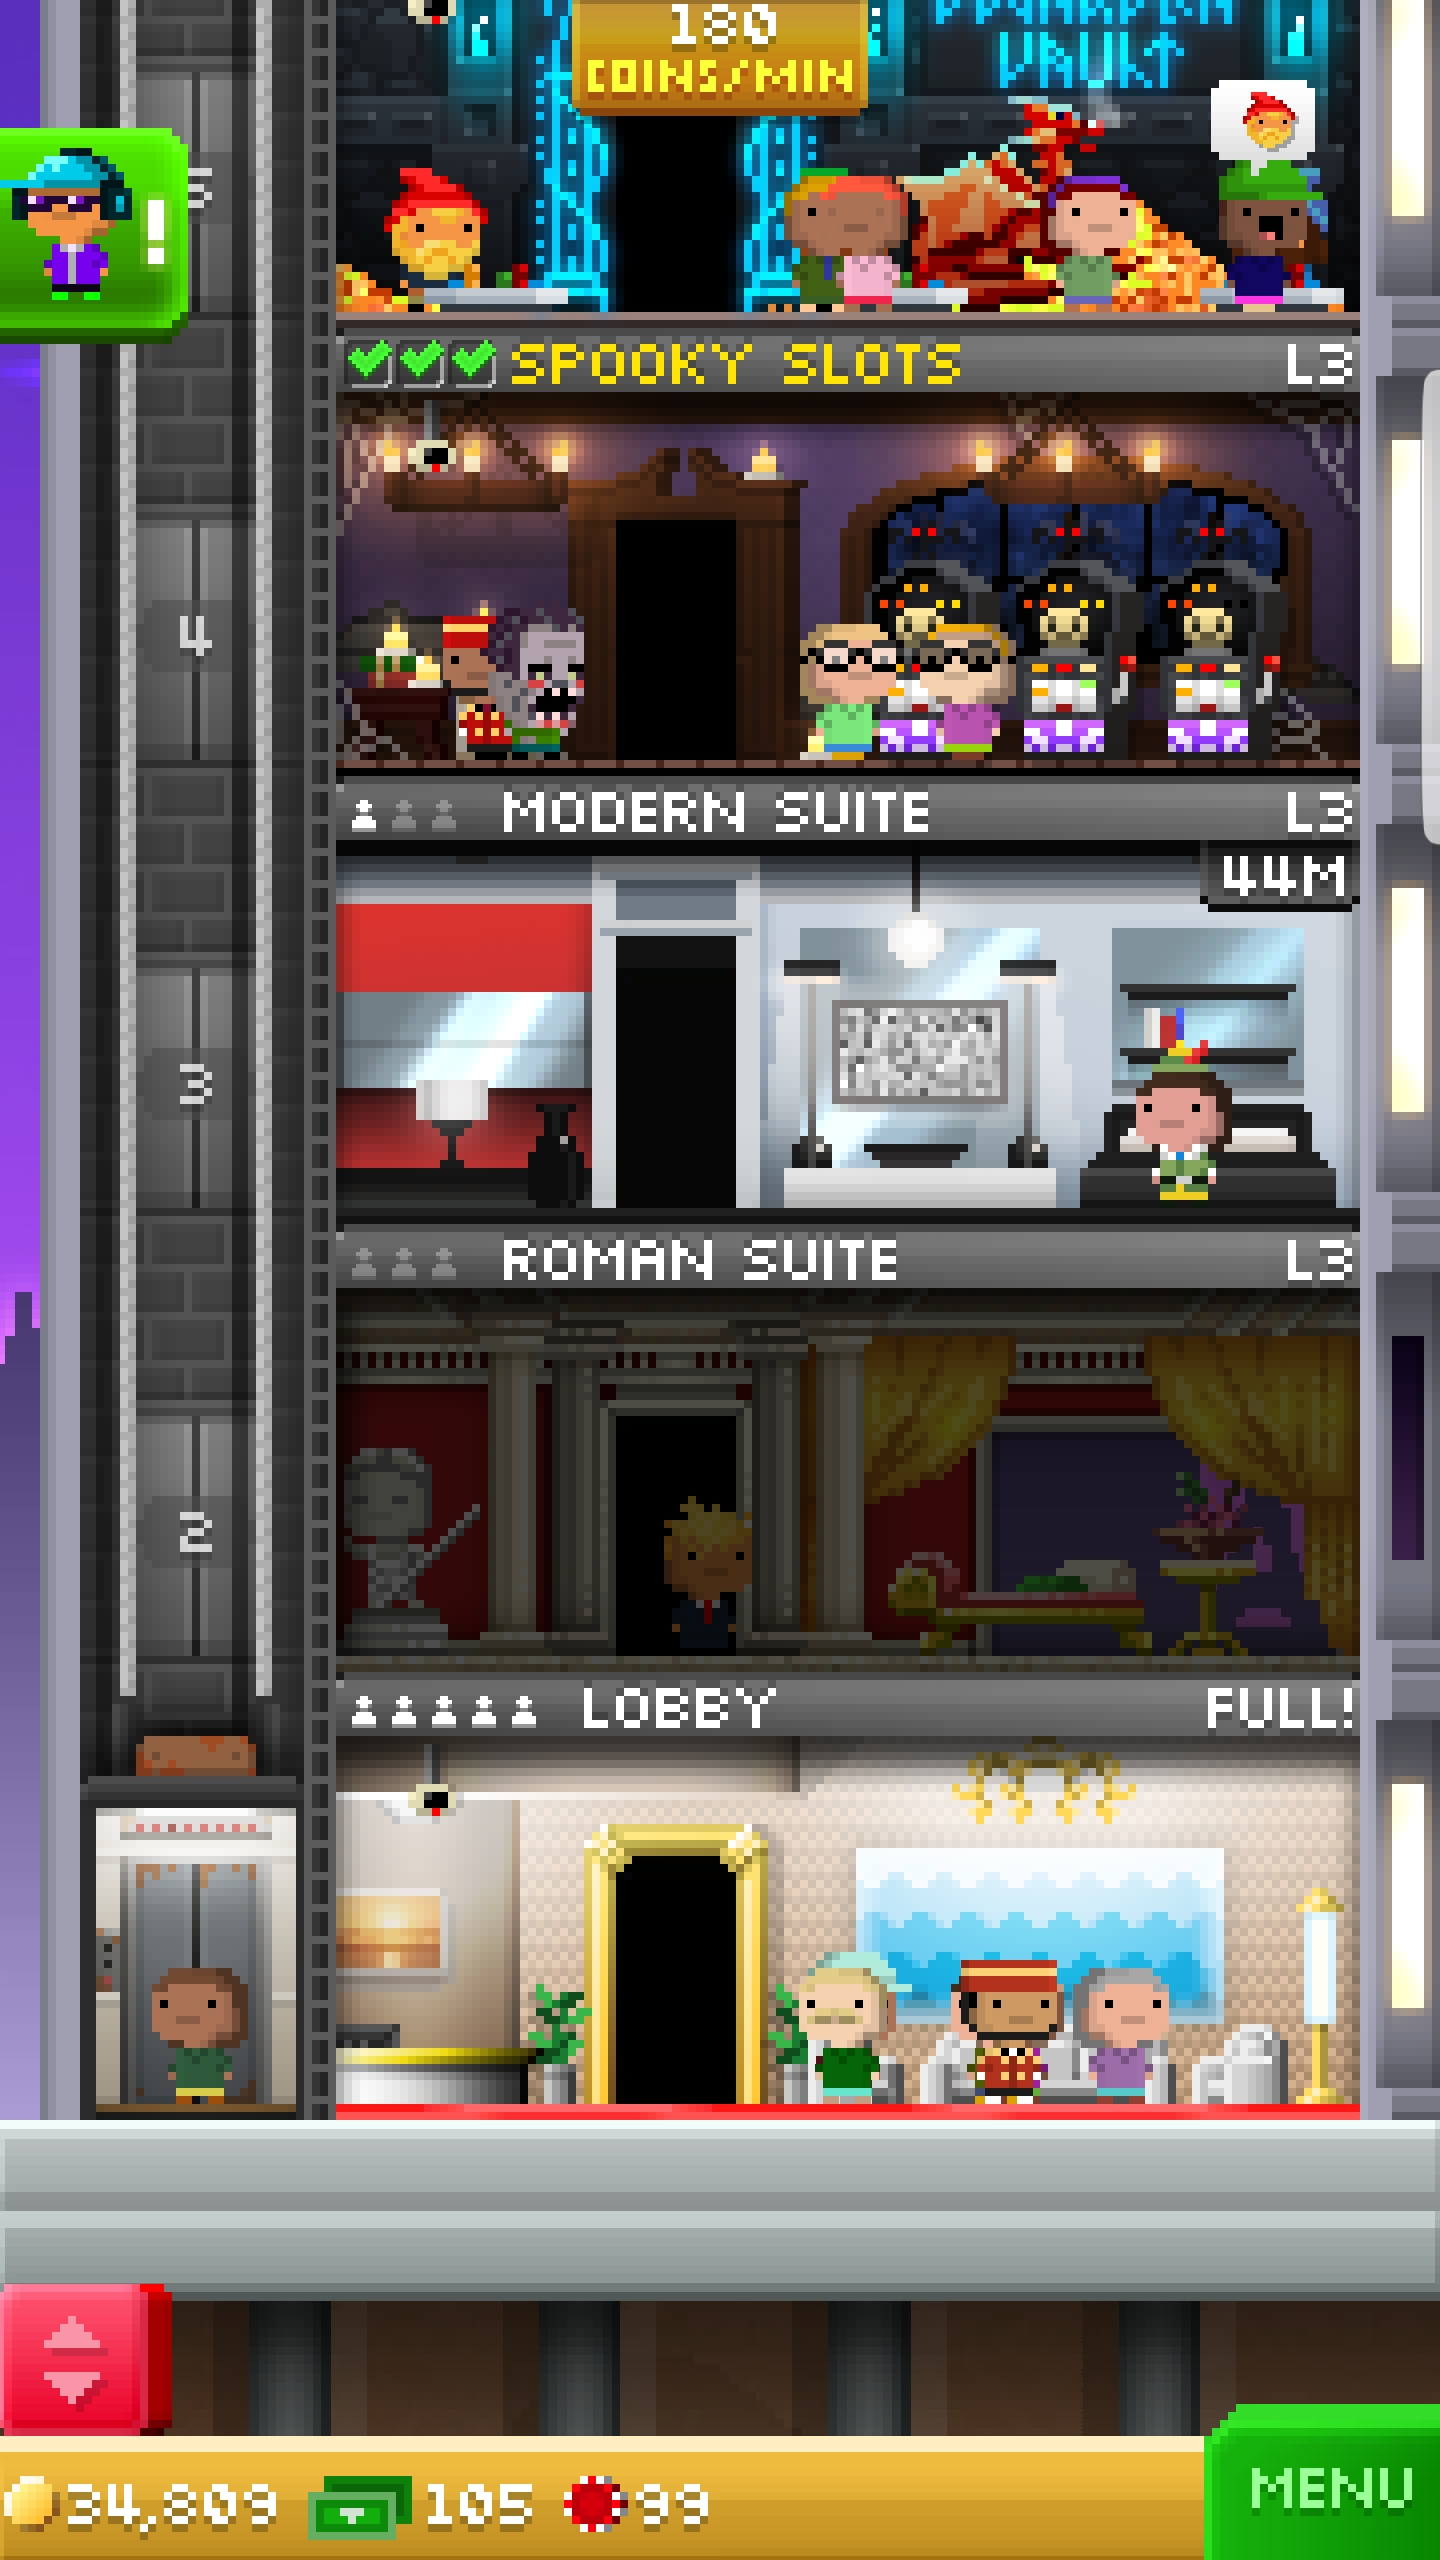 180
COINS/MIN
VAULT
!
5
SPOOKY SLOTS L3
4
MODERN SUITE L3
44M
3
ROMAN SUITE L3
2
LOBBY FULL!
34,809 105 99
MENU